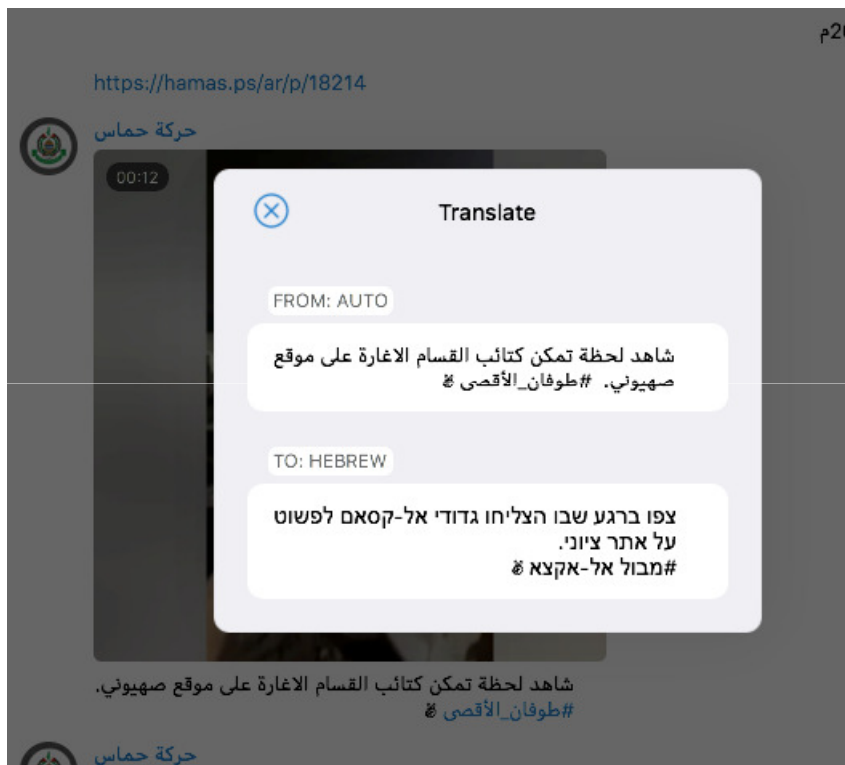 20م
https://hamas.ps/ar/p/18214
حركة حماس
00:12
Translate
FROM: AUTO
شاهد لحظة تمكن كتائب القسام الاغارة على موقع
صهيوني. #طوفان_الأقصى ✌
TO: HEBREW
צפו ברגע שבו הצליחו גדודי אל-קסאם לפשוט
על אתר ציוני.
#מבול אל-אקצא ✌
شاهد لحظة تمكن كتائب القسام الاغارة على موقع صهيوني.
#طوفان_الأقصى ✌
حركة حماس